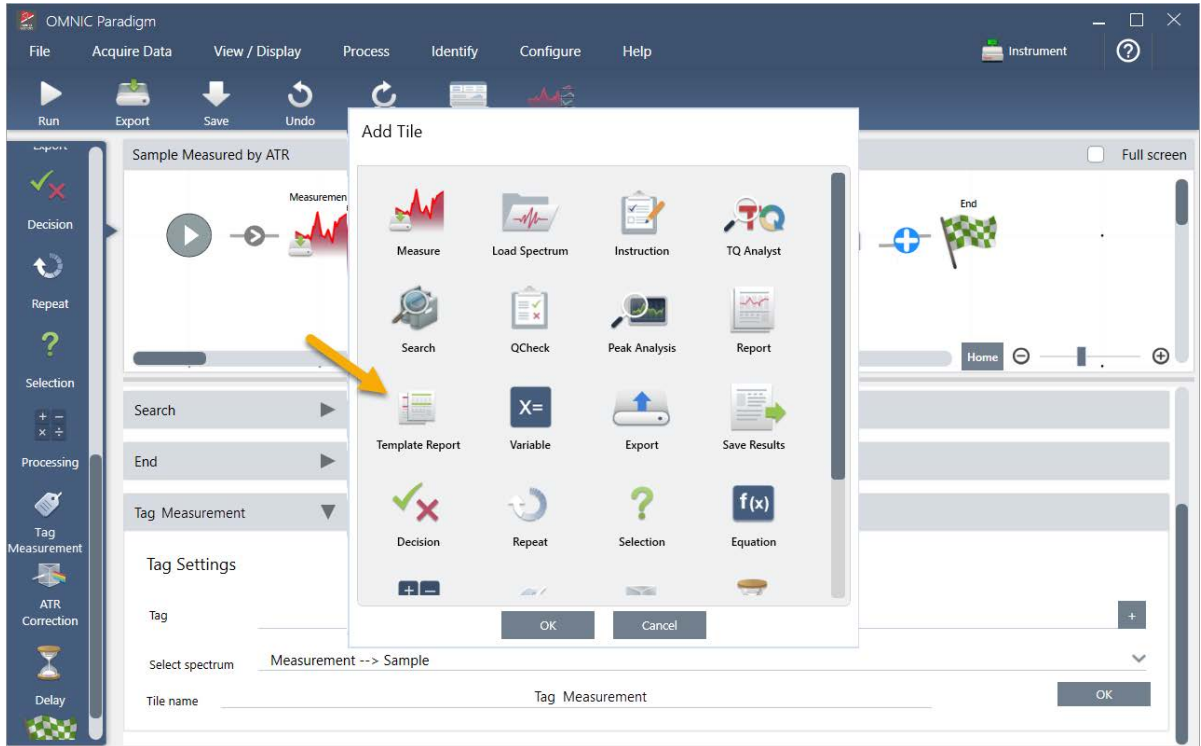 OMNIC Paradigm
File Acquire Data View / Display Process Identify Configure Help Instrument
Run Export Save Undo
Export
Decision
Repeat
Selection
Processing
Tag
Measurement
ATR
Correction
Delay
Sample Measured by ATR
Full screen
Measuremen
End
Home
Add Tile
Measure Load Spectrum Instruction TQ Analyst
Search QCheck Peak Analysis Report
X=
Template Report Variable Export Save Results
f(x)
Decision Repeat Selection Equation
OK Cancel
Search
End
Tag Measurement
Tag Settings
Tag +
Select spectrum Measurement --> Sample
Tile name Tag Measurement OK